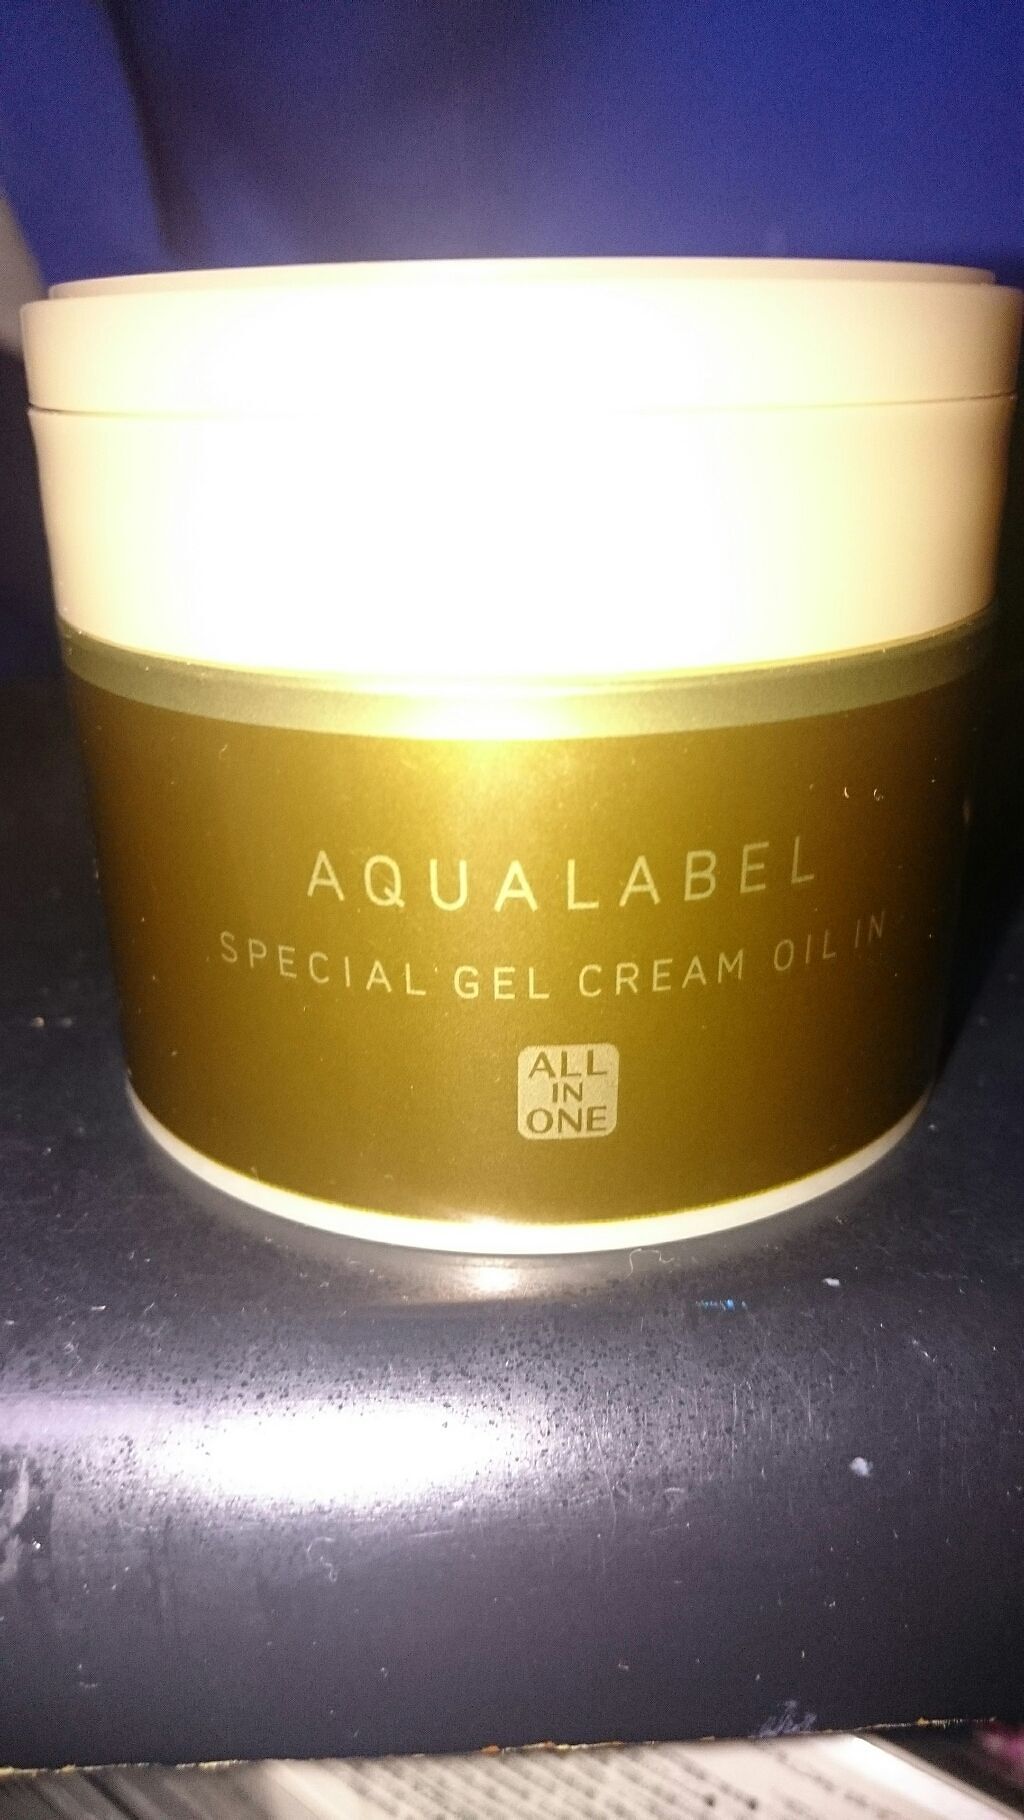 AQUALABEL
SPECIAL GEL CREAM OIL IN
ALL
IN
ONE